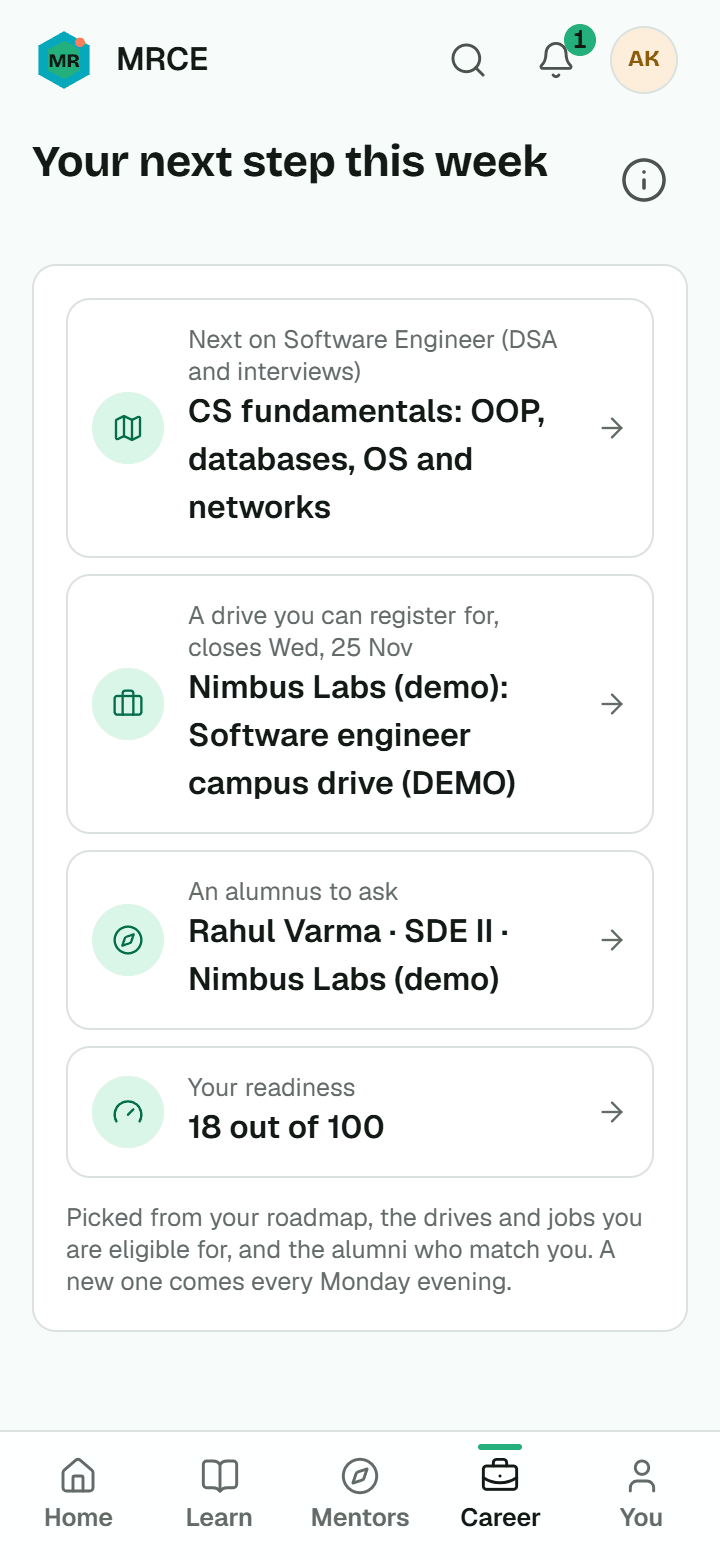 MR
MRCE
1
AK
Your next step this week
Next on Software Engineer (DSA
and interviews)
CS fundamentals: OOP,
databases, OS and
networks
A drive you can register for,
closes Wed, 25 Nov
Nimbus Labs (demo):
Software engineer
campus drive (DEMO)
An alumnus to ask
Rahul Varma · SDE II ·
Nimbus Labs (demo)
Your readiness
18 out of 100
Picked from your roadmap, the drives and jobs you
are eligible for, and the alumni who match you. A
new one comes every Monday evening.
Home
Learn
Mentors
Career
You